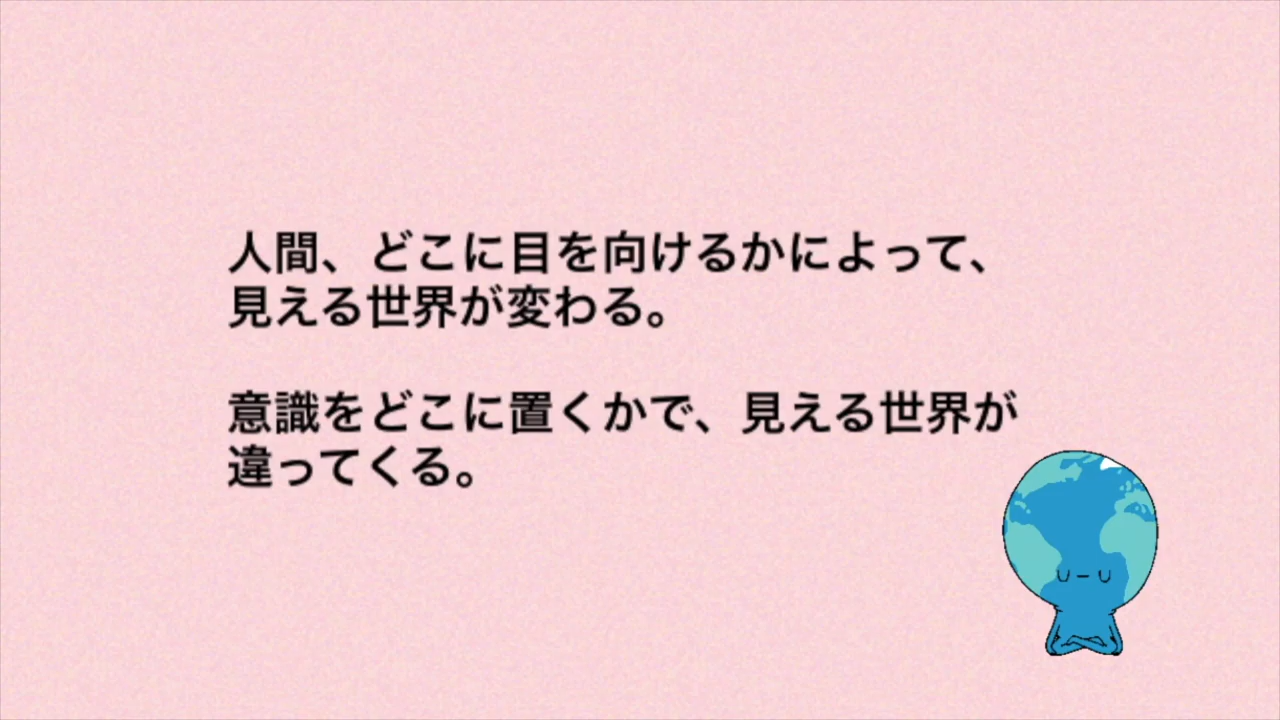 人間、どこに目を向けるかによって、
見える世界が変わる。
意識をどこに置くかで、見える世界が
違ってくる。